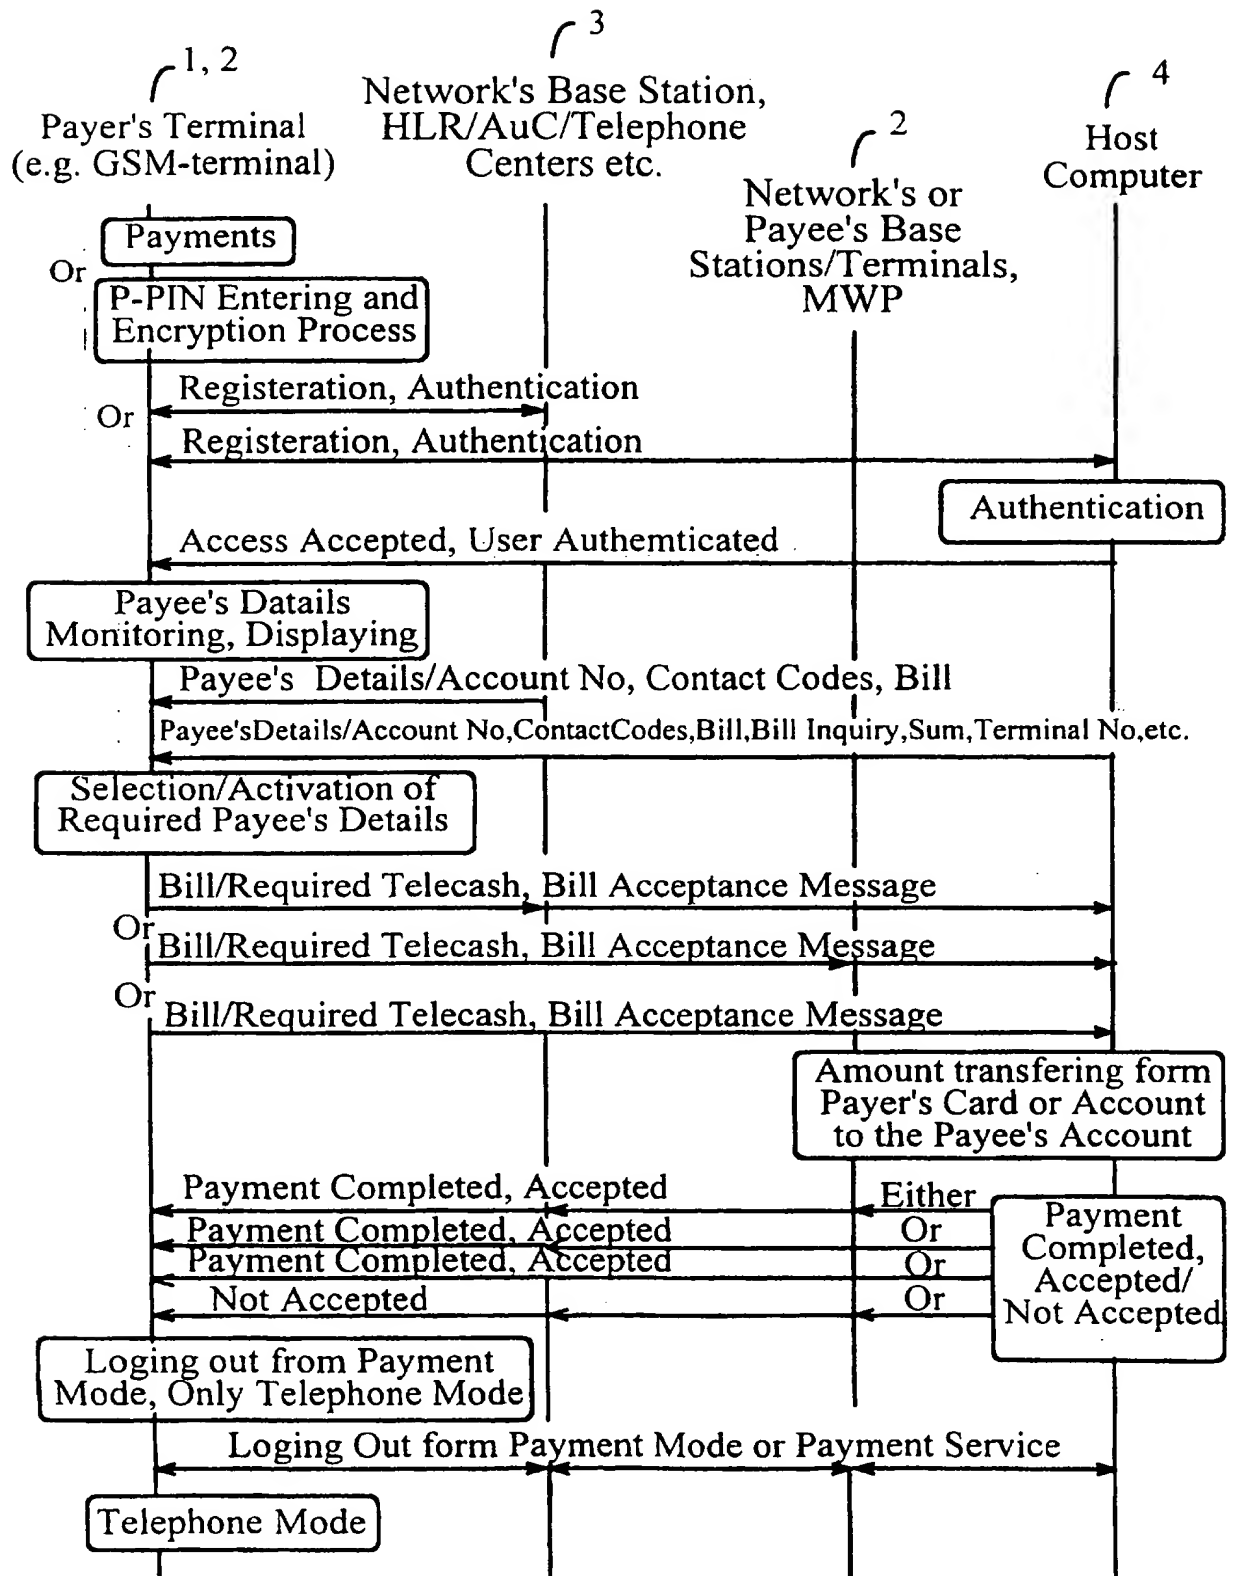 1, 2
Payer's Terminal
(e.g. GSM-terminal)
3
Network's Base Station,
HLR/AuC/Telephone
Centers etc.
2
Network's or
Payee's Base
Stations/Terminals,
MWP
4
Host
Computer
Payments
Or
P-PIN Entering and
Encryption Process
Registeration, Authentication
Or
Registeration, Authentication
Authentication
Access Accepted, User Authemticated
Payee's Datails
Monitoring, Displaying
Payee's Details/Account No, Contact Codes, Bill
Payee'sDetails/Account No,ContactCodes,Bill,Bill Inquiry,Sum,Terminal No,etc.
Selection/Activation of
Required Payee's Details
Bill/Required Telecash, Bill Acceptance Message
Or
Bill/Required Telecash, Bill Acceptance Message
Or
Bill/Required Telecash, Bill Acceptance Message
Amount transfering form
Payer's Card or Account
to the Payee's Account
Payment Completed, Accepted
Either
Payment Completed, Accepted
Or
Payment Completed, Accepted
Or
Not Accepted
Or
Payment
Completed,
Accepted/
Not Accepted
Loging out from Payment
Mode, Only Telephone Mode
Loging Out form Payment Mode or Payment Service
Telephone Mode